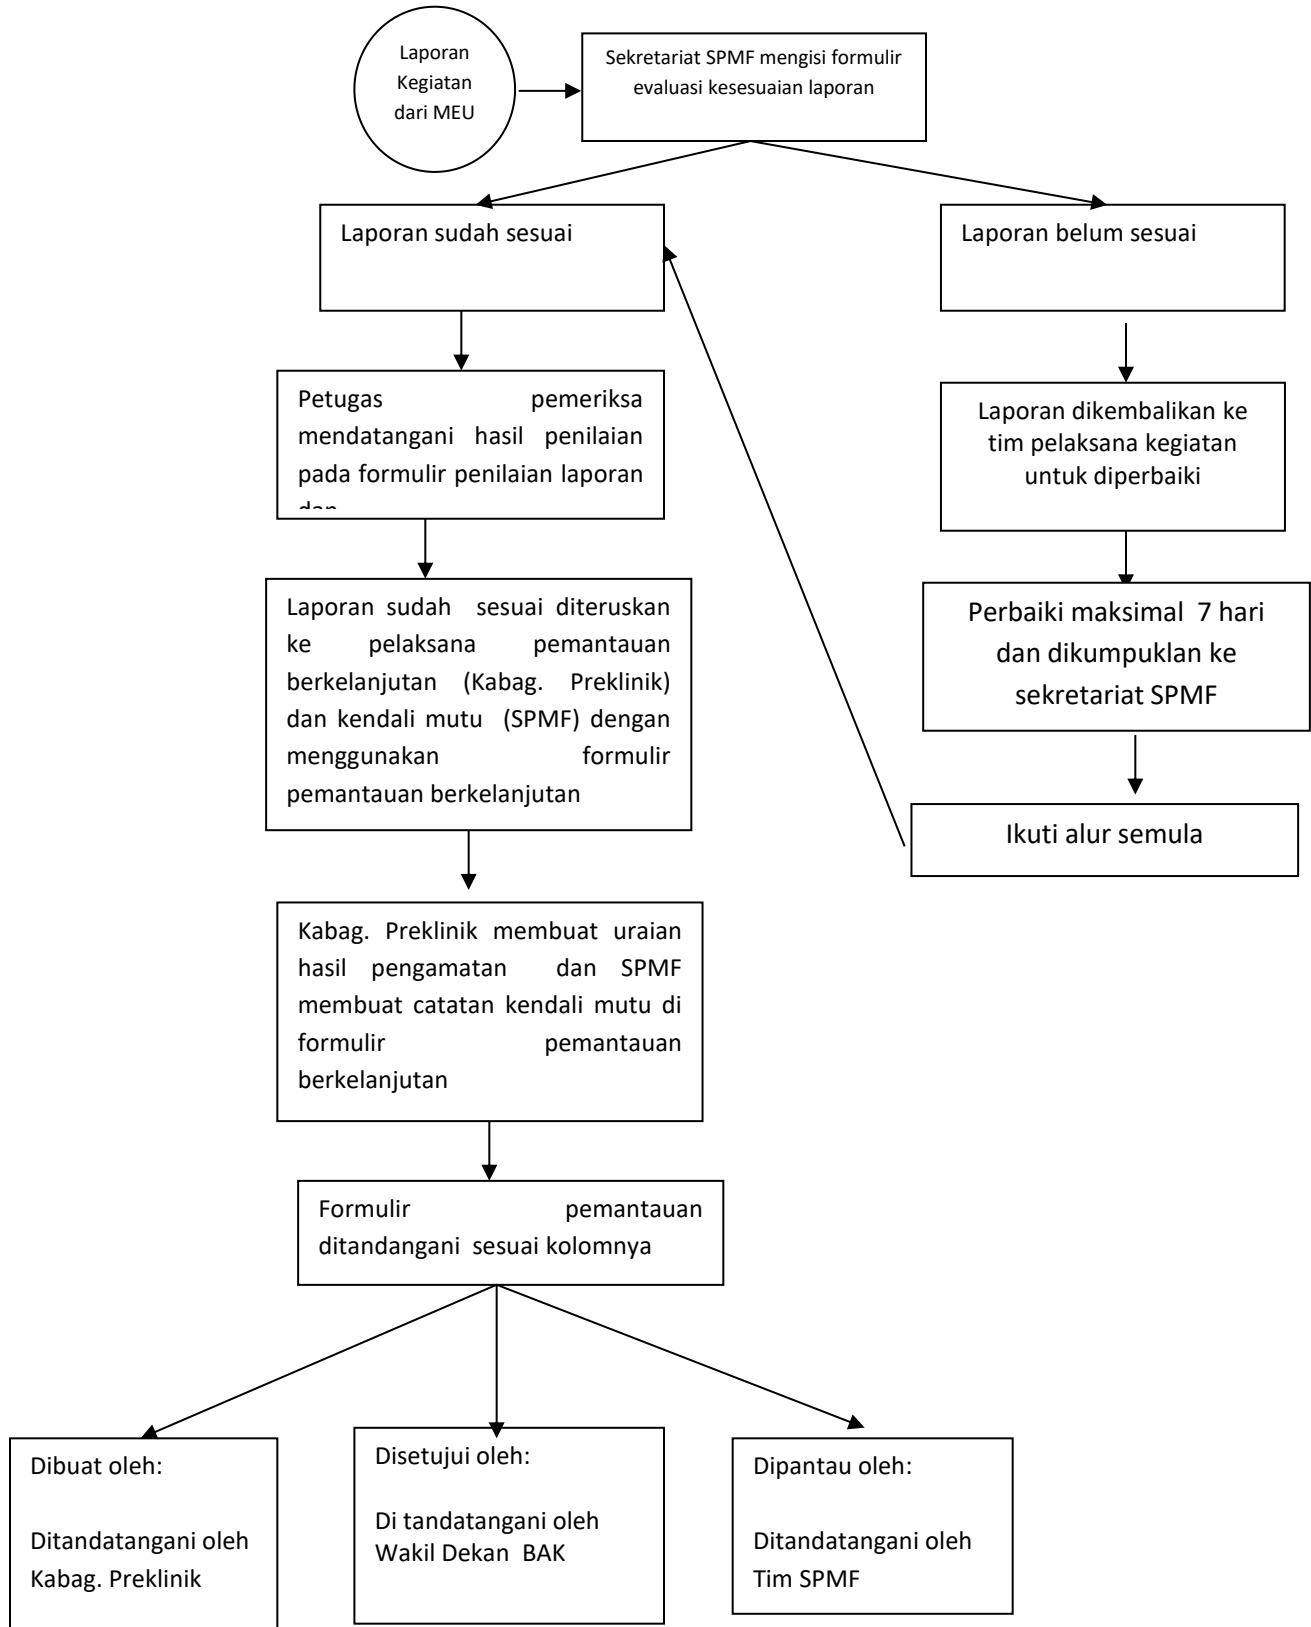 Laporan
Kegiatan
dari MEU
Sekretariat SPMF mengisi formulir
evaluasi kesesuaian laporan
Laporan sudah sesuai
Laporan belum sesuai
Petugas pemeriksa
mendatangani hasil penilaian
pada formulir penilaian laporan
dan
Laporan dikembalikan ke
tim pelaksana kegiatan
untuk diperbaiki
Laporan sudah sesuai diteruskan
ke pelaksana pemantauan
berkelanjutan (Kabag. Preklinik)
dan kendali mutu (SPMF) dengan
menggunakan formulir
pemantauan berkelanjutan
Perbaiki maksimal 7 hari
dan dikumpuklan ke
sekretariat SPMF
Ikuti alur semula
Kabag. Preklinik membuat uraian
hasil pengamatan dan SPMF
membuat catatan kendali mutu di
formulir pemantauan
berkelanjutan
Formulir pemantauan
ditandangani sesuai kolomnya
Dibuat oleh:
Ditandatangani oleh
Kabag. Preklinik
Disetujui oleh:
Di tandatangani oleh
Wakil Dekan BAK
Dipantau oleh:
Ditandatangani oleh
Tim SPMF